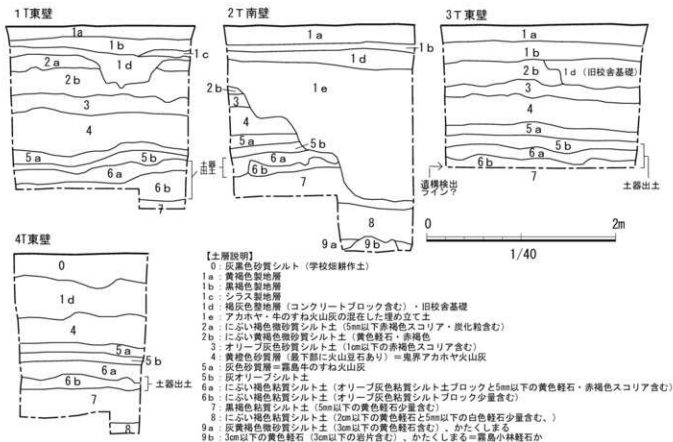 1T東壁
2T南壁
3T東壁
1a
1b
1c
2a
1d
2b
3
4
5a
5b
6a
6b
7
土器出土
1a
1b
1d
1e
2b
3
4
5a
5b
6a
6b
7
8
9a
9b
1a
1b
2b
1d(旧校舎基礎)
3
4
5a
6a
6b
7
遺構検出
ライン?
土器出土
0
2m
1/40
4T東壁
0
1d
4
5a
5b
6a
6b
7
8
土器出土
【土層説明】
0:灰黒色砂質シルト(学校畑耕作土)
1a:黄褐色製地層
1b:黒褐色製地層
1c:シラス製地層
1d:褐灰色整地層(コンクリートブロック含む)・旧校舎基礎
1e:アカホヤ・牛のすね火山灰の混在した埋め立て土
2a:にぶい褐色微砂質シルト土(5mm以下赤褐色スコリア・炭化粒含む)
2b:にぶい黄褐色微砂質シルト土(黄色軽石・赤褐色
3:オリーブ灰色砂質シルト土(1cm以下の赤褐色スコリア含む)
4:黄橙色砂質層(最下部に火山豆石あり)=鬼界アカホヤ火山灰
5a:灰色砂質層=霧島牛のすね火山灰
5b:灰オリーブシルト土
6a:にぶい褐色粘質シルト土(オリーブ灰色粘質シルト土ブロックと5mm以下の黄色軽石・赤褐色スコリア含む)
6b:にぶい褐色粘質シルト土(オリーブ灰色粘質シルトブロック少量含む)
7:黒褐色粘質シルト土(5mm以下の黄色軽石少量含む)
8:にぶい褐色粘質シルト土(2cm以下の黄色軽石と5mm以下の白色軽石少量含む、)
9a:灰黄褐色微砂質シルト土(3cm以下の黄色軽石含む)、かたくしまる
9b:3cm以下の黄色軽石(3cm以下の岩片含む)、かたくしまる=霧島小林軽石か